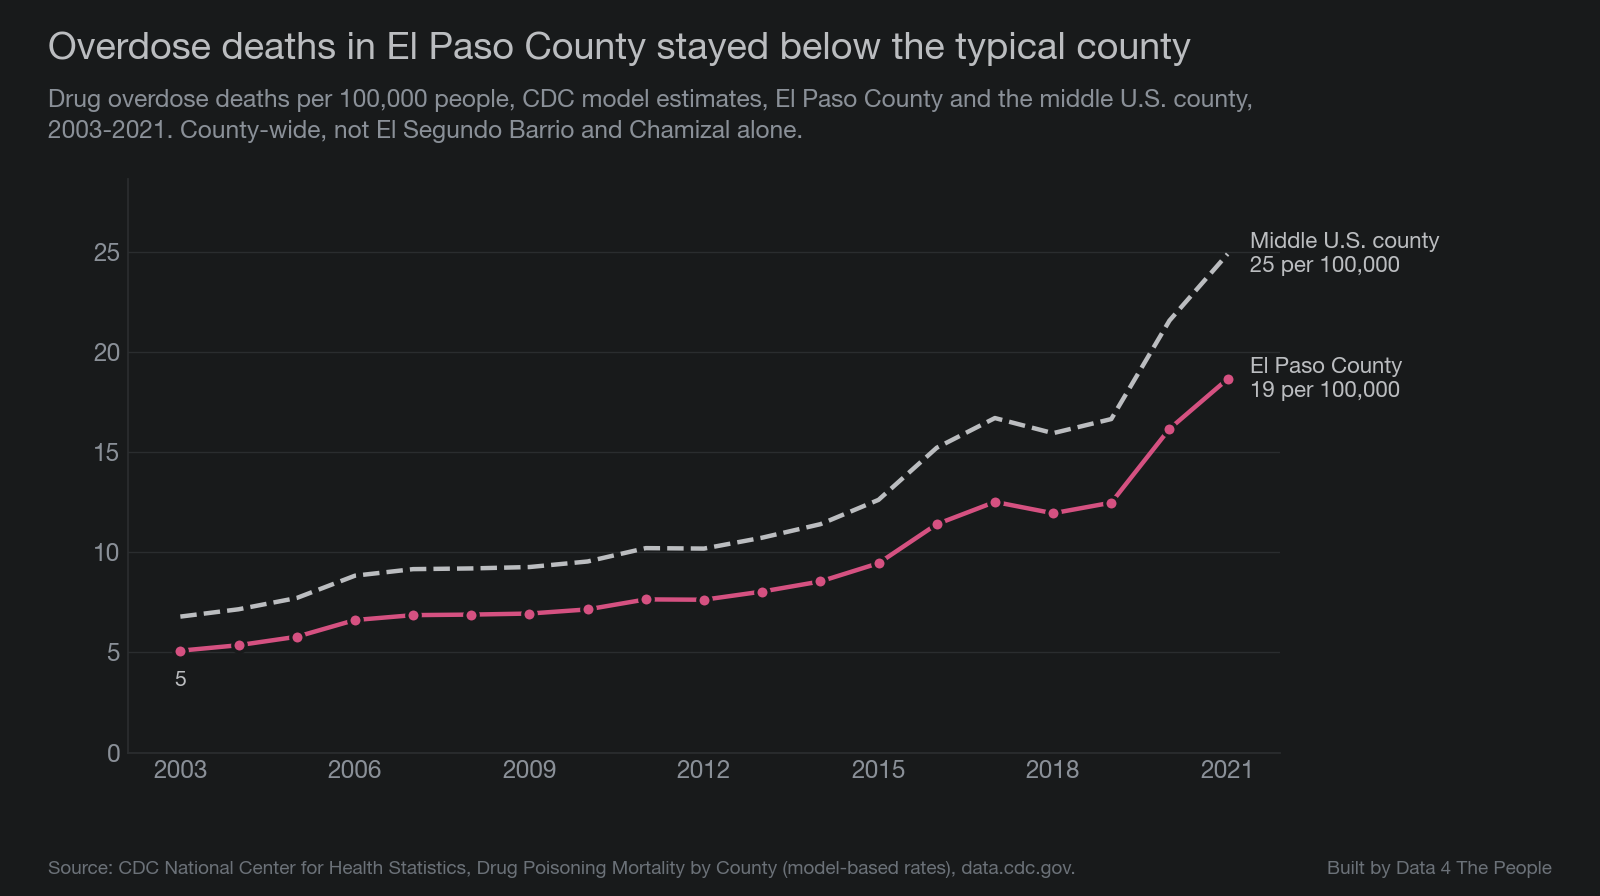 Overdose deaths in El Paso County stayed below the typical county
Drug overdose deaths per 100,000 people, CDC model estimates, El Paso County and the middle U.S. county,
2003-2021. County-wide, not El Segundo Barrio and Chamizal alone.
25
20
15
10
5
0
Middle U.S. county
25 per 100,000
El Paso County
19 per 100,000
5
2003
2006
2009
2012
2015
2018
2021
Source: CDC National Center for Health Statistics, Drug Poisoning Mortality by County (model-based rates), data.cdc.gov.
Built by Data 4 The People